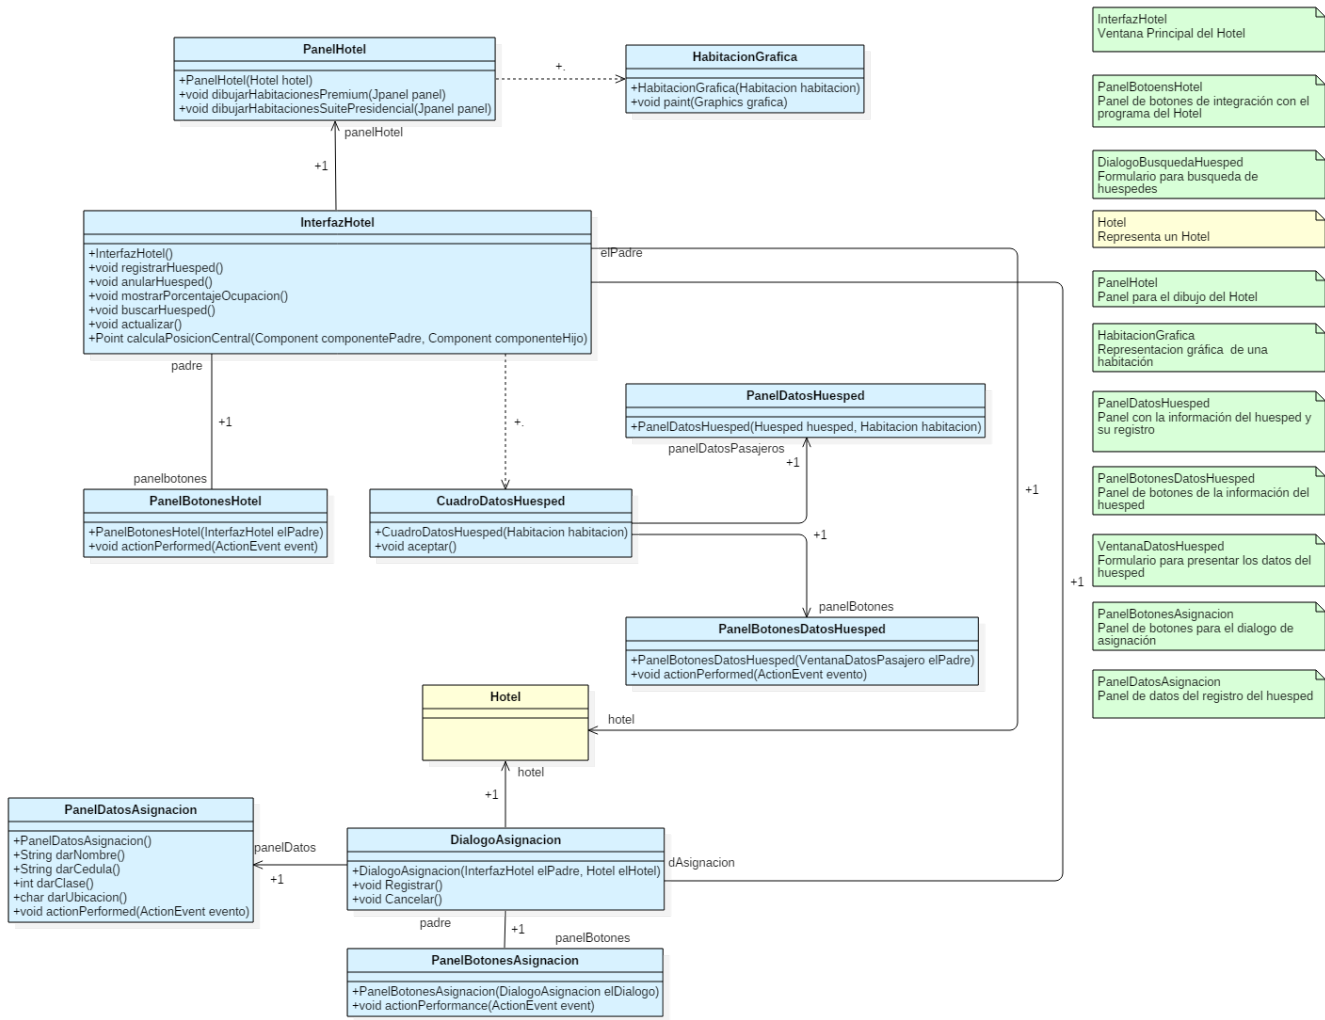 PanelHotel
+PanelHotel(Hotel hotel)
+void dibujarHabitacionesPremium(Jpanel panel)
+void dibujarHabitacionesSuitePresidencial(Jpanel panel)
+.
HabitacionGrafica
+HabitacionGrafica(Habitacion habitacion)
+void paint(Graphics grafica)
panelHotel
+1
InterfazHotel
+InterfazHotel()
+void registrarHuesped()
+void anularHuesped()
+void mostrarPorcentajeOcupacion()
+void buscarHuesped()
+void actualizar()
+Point calculaPosicionCentral(Component componentePadre, Component componenteHijo)
elPadre
padre
+1
panelbotones
+.
PanelBotonesHotel
+PanelBotonesHotel(InterfazHotel elPadre)
+void actionPerformed(ActionEvent event)
CuadroDatosHuesped
+CuadroDatosHuesped(Habitacion habitacion)
+void aceptar()
PanelDatosHuesped
+PanelDatosHuesped(Huesped huesped, Habitacion habitacion)
panelDatosPasajeros
+1
+1
panelBotones
PanelBotonesDatosHuesped
+PanelBotonesDatosHuesped(VentanaDatosPasajero elPadre)
+void actionPerformed(ActionEvent evento)
+1
+1
Hotel
hotel
hotel
+1
PanelDatosAsignacion
+PanelDatosAsignacion()
+String darNombre()
+String darCedula()
+int darClase()
+char darUbicacion()
+void actionPerformed(ActionEvent evento)
panelDatos
+1
DialogoAsignacion
+DialogoAsignacion(InterfazHotel elPadre, Hotel elHotel)
+void Registrar()
+void Cancelar()
dAsignacion
padre
+1
panelBotones
PanelBotonesAsignacion
+PanelBotonesAsignacion(DialogoAsignacion elDialogo)
+void actionPerformance(ActionEvent event)
InterfazHotel
Ventana Principal del Hotel
PanelBotoensHotel
Panel de botones de integración con el
programa del Hotel
DialogoBusquedaHuesped
Formulario para busqueda de
huespedes
Hotel
Representa un Hotel
PanelHotel
Panel para el dibujo del Hotel
HabitacionGrafica
Representacion gráfica  de una
habitación
PanelDatosHuesped
Panel con la información del huesped y
su registro
PanelBotonesDatosHuesped
Panel de botones de la información del
huesped
VentanaDatosHuesped
Formulario para presentar los datos del
huesped
PanelBotonesAsignacion
Panel de botones para el dialogo de
asignación
PanelDatosAsignacion
Panel de datos del registro del huesped